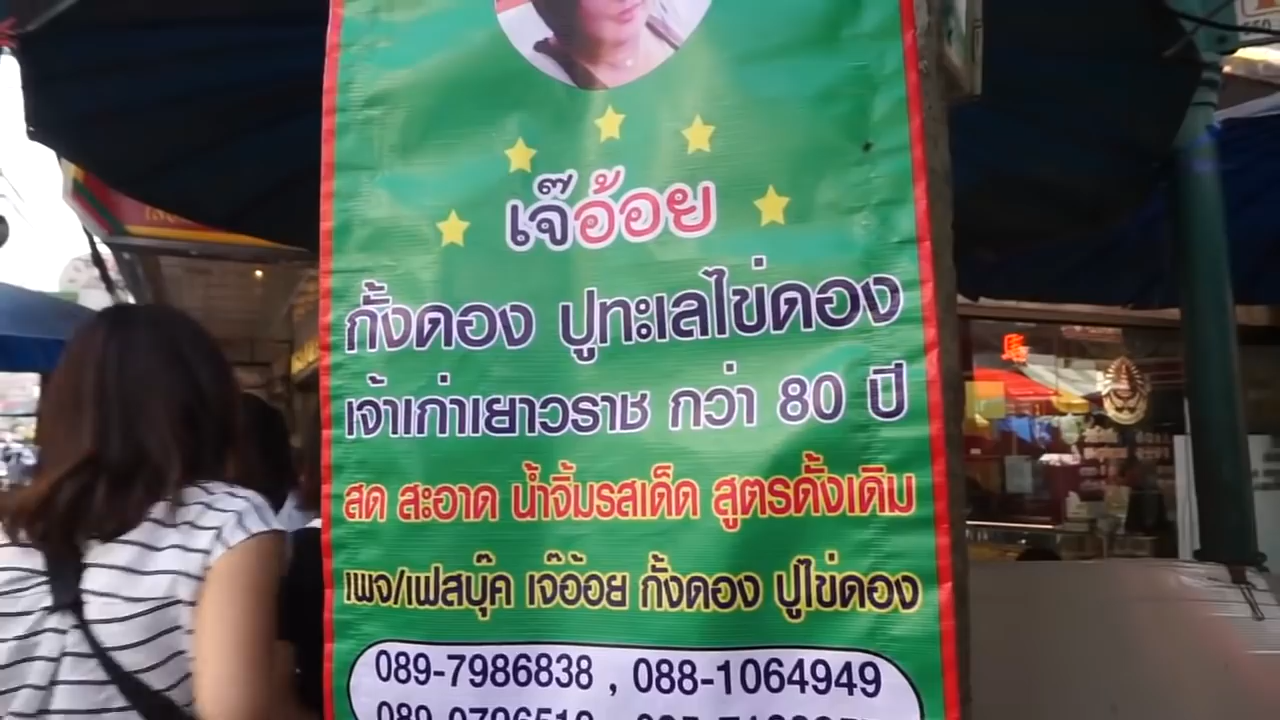 เจ๊อ้อย
กั้งดอง ปูทะเลไข่ดอง
เจ้าเก่าเยาวราช กว่า 80 ปี
สด สะอาด น้ำจิ้มรสเด็ด สูตรดั้งเดิม
เพจ/เฟสบุ๊ค เจ๊อ้อย กั้งดอง ปูไข่ดอง
089-7986838 , 088-1064949